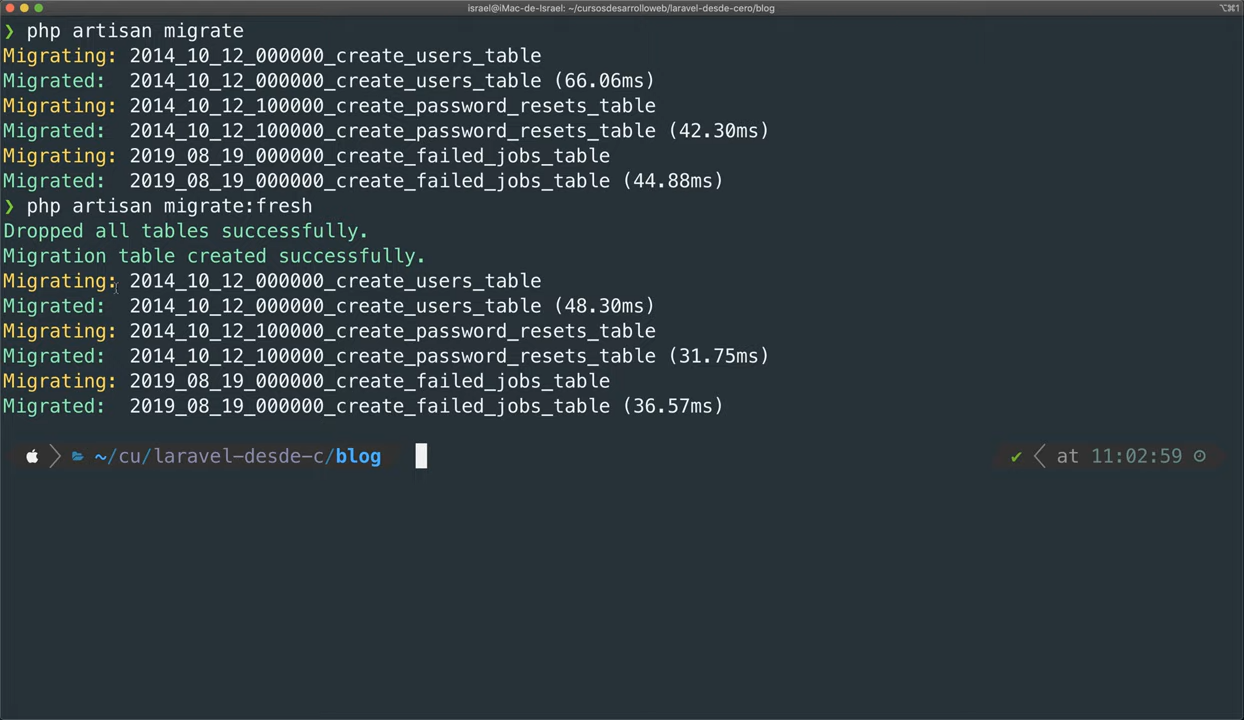 israel@iMac-de-Israel: ~/cursosdesarrolloweb/laravel-desde-cero/blog
⌥⌘1
❯ php artisan migrate
Migrating: 2014_10_12_000000_create_users_table
Migrated:  2014_10_12_000000_create_users_table (66.06ms)
Migrating: 2014_10_12_100000_create_password_resets_table
Migrated:  2014_10_12_100000_create_password_resets_table (42.30ms)
Migrating: 2019_08_19_000000_create_failed_jobs_table
Migrated:  2019_08_19_000000_create_failed_jobs_table (44.88ms)
❯ php artisan migrate:fresh
Dropped all tables successfully.
Migration table created successfully.
Migrating: 2014_10_12_000000_create_users_table
Migrated:  2014_10_12_000000_create_users_table (48.30ms)
Migrating: 2014_10_12_100000_create_password_resets_table
Migrated:  2014_10_12_100000_create_password_resets_table (31.75ms)
Migrating: 2019_08_19_000000_create_failed_jobs_table
Migrated:  2019_08_19_000000_create_failed_jobs_table (36.57ms)
~/cu/laravel-desde-c/blog ✔ at 11:02:59